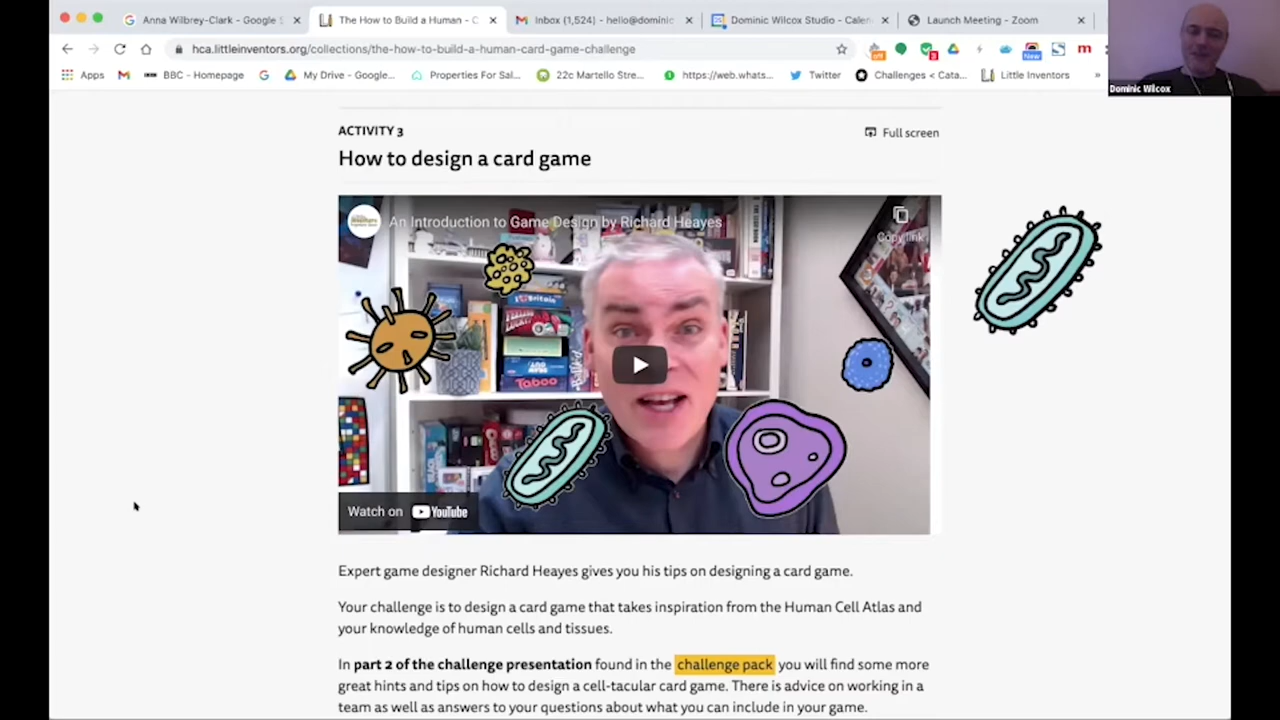 Anna Wilbrey-Clark - Google S
The How to Build a Human - C
Inbox (1,524) - hello@dominic
Dominic Wilcox Studio - Calen
Launch Meeting - Zoom
hca.littleinventors.org/collections/the-how-to-build-a-human-card-game-challenge
off
New
m
Apps
BBC - Homepage
My Drive - Google...
Properties For Sal...
22c Martello Stre...
https://web.whats...
Twitter
Challenges < Cata...
Little Inventors
»
Dominic Wilcox
ACTIVITY 3
Full screen
How to design a card game
An Introduction to Game Design by Richard Heayes
Copy link
I ♥ Britain
FEELING LUCKY?
Taboo
Watch on YouTube
Expert game designer Richard Heayes gives you his tips on designing a card game.
Your challenge is to design a card game that takes inspiration from the Human Cell Atlas and
your knowledge of human cells and tissues.
In part 2 of the challenge presentation found in the challenge pack you will find some more
great hints and tips on how to design a cell-tacular card game. There is advice on working in a
team as well as answers to your questions about what you can include in your game.